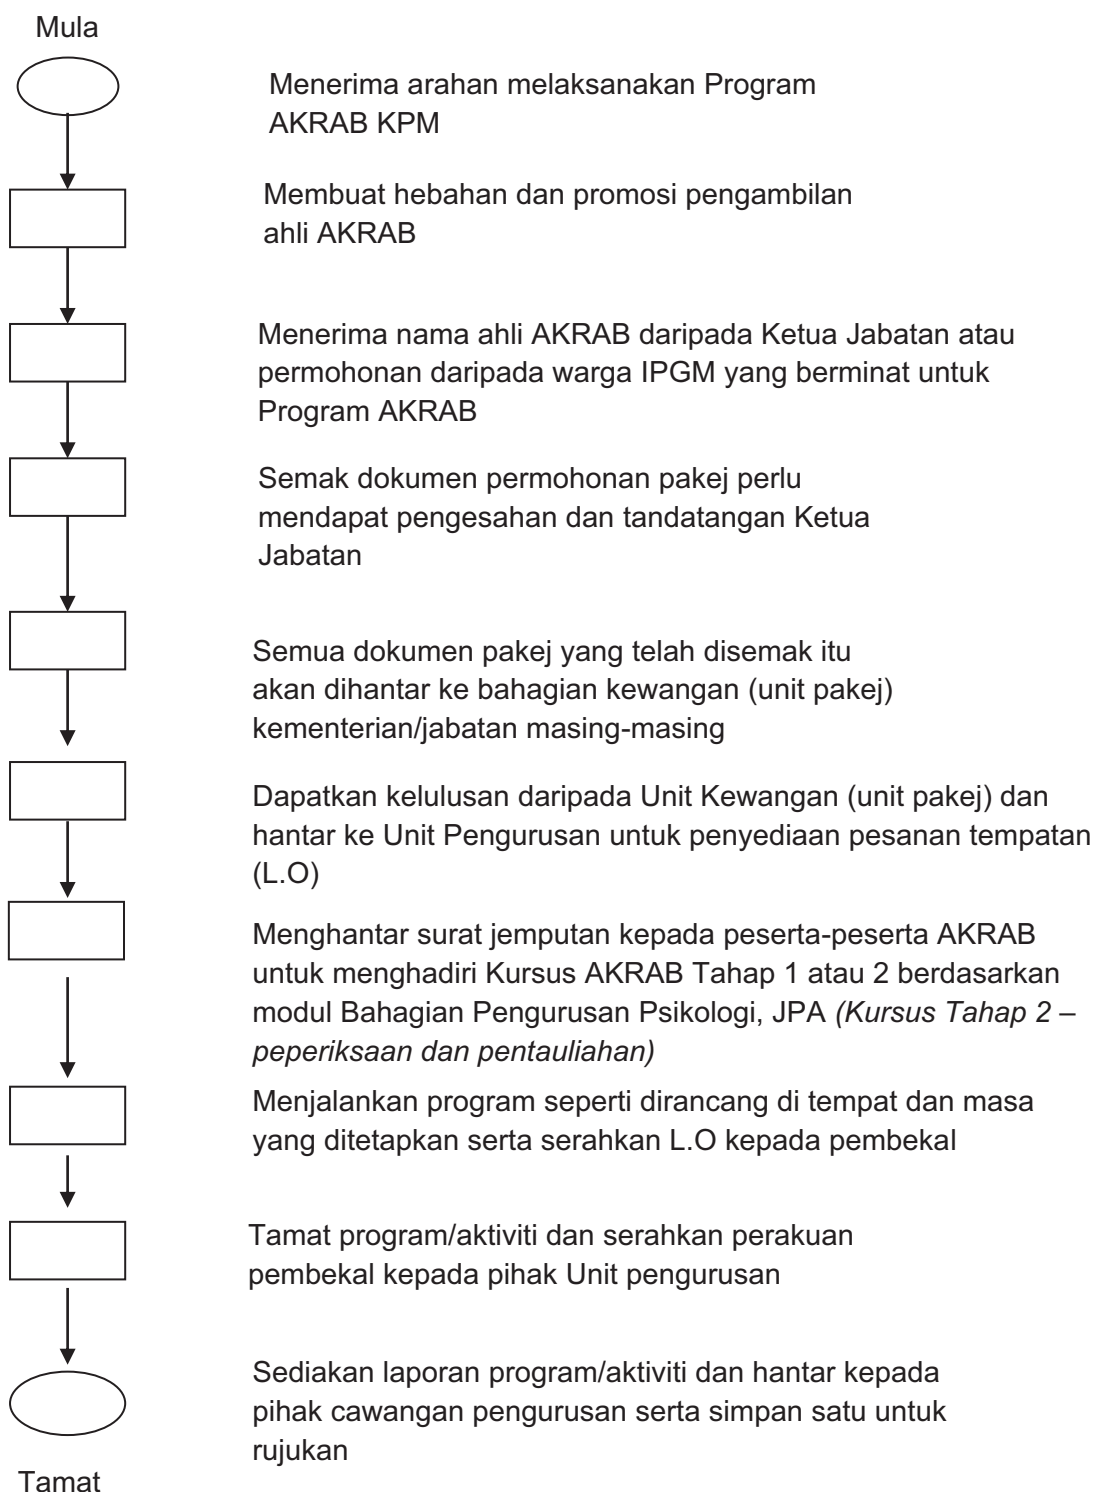 Mula
Menerima arahan melaksanakan Program
AKRAB KPM
Membuat hebahan dan promosi pengambilan
ahli AKRAB
Menerima nama ahli AKRAB daripada Ketua Jabatan atau
permohonan daripada warga IPGM yang berminat untuk
Program AKRAB
Semak dokumen permohonan pakej perlu
mendapat pengesahan dan tandatangan Ketua
Jabatan
Semua dokumen pakej yang telah disemak itu
akan dihantar ke bahagian kewangan (unit pakej)
kementerian/jabatan masing-masing
Dapatkan kelulusan daripada Unit Kewangan (unit pakej) dan
hantar ke Unit Pengurusan untuk penyediaan pesanan tempatan
(L.O)
Menghantar surat jemputan kepada peserta-peserta AKRAB
untuk menghadiri Kursus AKRAB Tahap 1 atau 2 berdasarkan
modul Bahagian Pengurusan Psikologi, JPA (Kursus Tahap 2 –
peperiksaan dan pentauliahan)
Menjalankan program seperti dirancang di tempat dan masa
yang ditetapkan serta serahkan L.O kepada pembekal
Tamat program/aktiviti dan serahkan perakuan
pembekal kepada pihak Unit pengurusan
Sediakan laporan program/aktiviti dan hantar kepada
pihak cawangan pengurusan serta simpan satu untuk
rujukan
Tamat